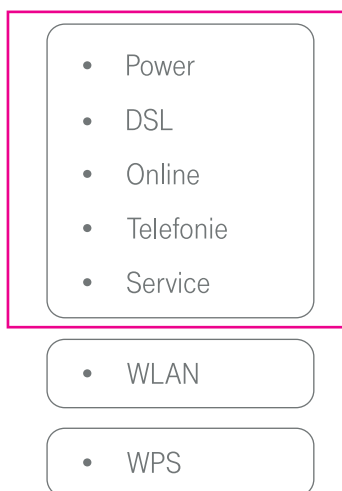 • Power
• DSL
• Online
• Telefonie
• Service
• WLAN
• WPS